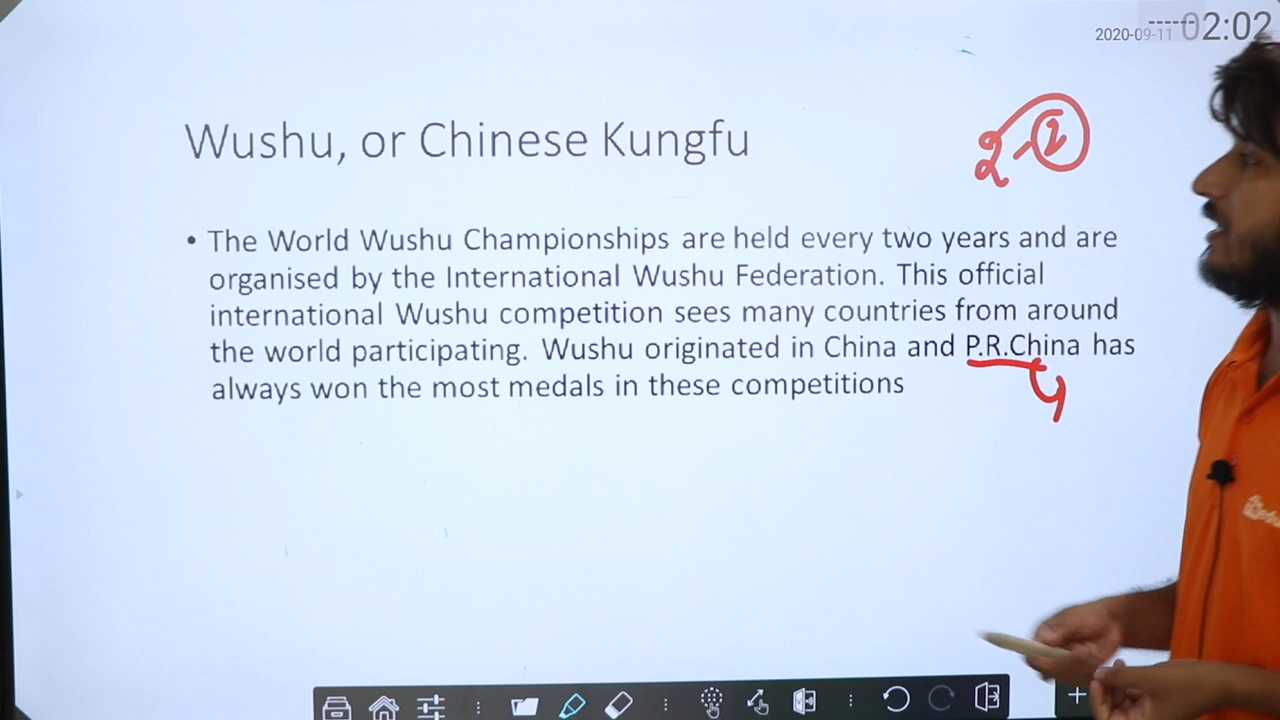 2020-09-11 02:02
Wushu, or Chinese Kungfu
2-2
• The World Wushu Championships are held every two years and are
organised by the International Wushu Federation. This official
international Wushu competition sees many countries from around
the world participating. Wushu originated in China and P.R.China has
always won the most medals in these competitions